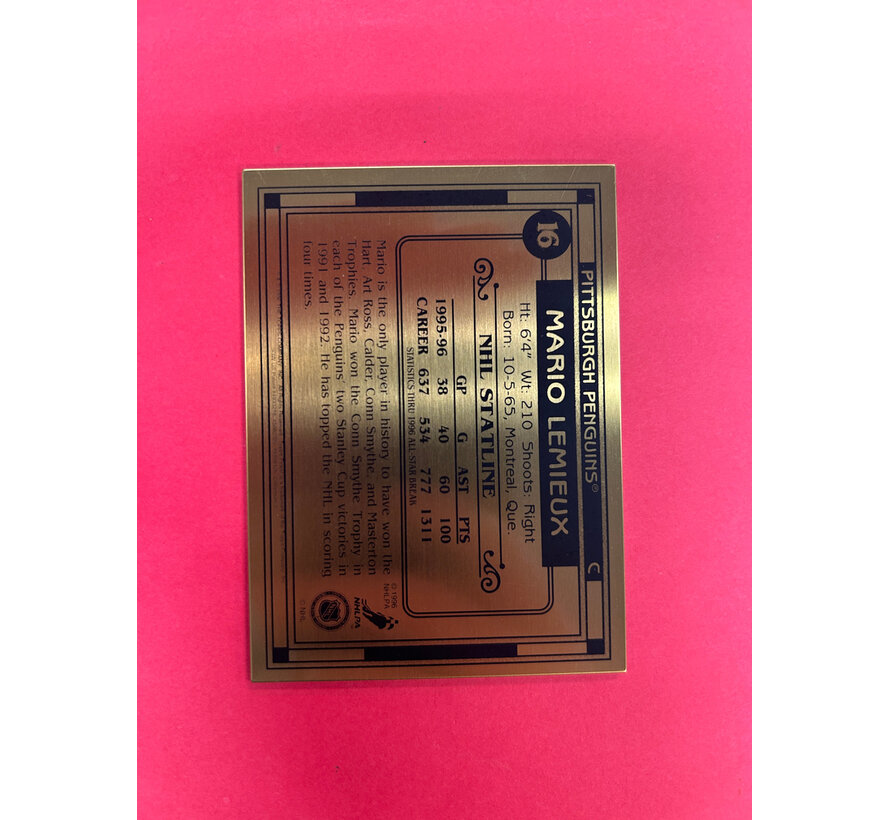 16
PITTSBURGH PENGUINS® C
MARIO LEMIEUX
Ht: 6'4" Wt: 210 Shoots: Right
Born: 10-5-65, Montreal, Que.
NHL STATLINE
GP G AST PTS
1995-96 38 40 60 100
CAREER 637 534 777 1311
STATISTICS THRU 1996 ALL-STAR BREAK
Mario is the only player in history to have won the
Hart, Art Ross, Calder, Conn Smythe, and Masterton
Trophies. Mario won the Conn Smythe Trophy in
each of the Penguins' two Stanley Cup victories in
1991 and 1992. He has topped the NHL in scoring
four times.
© 1996
NHLPA
NHLPA
© NHL